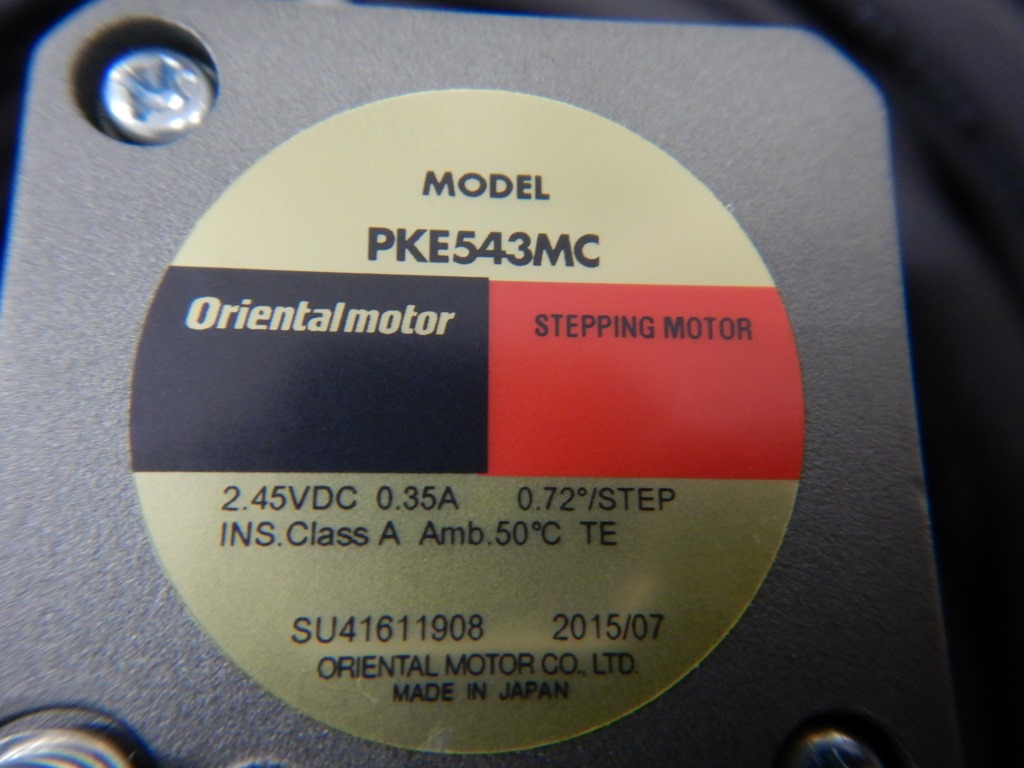 MODEL
PKE543MC
Orientalmotor STEPPING MOTOR
2.45VDC 0.35A 0.72°/STEP
INS.Class A Amb.50°C TE
SU41611908 2015/07
ORIENTAL MOTOR CO., LTD.
MADE IN JAPAN